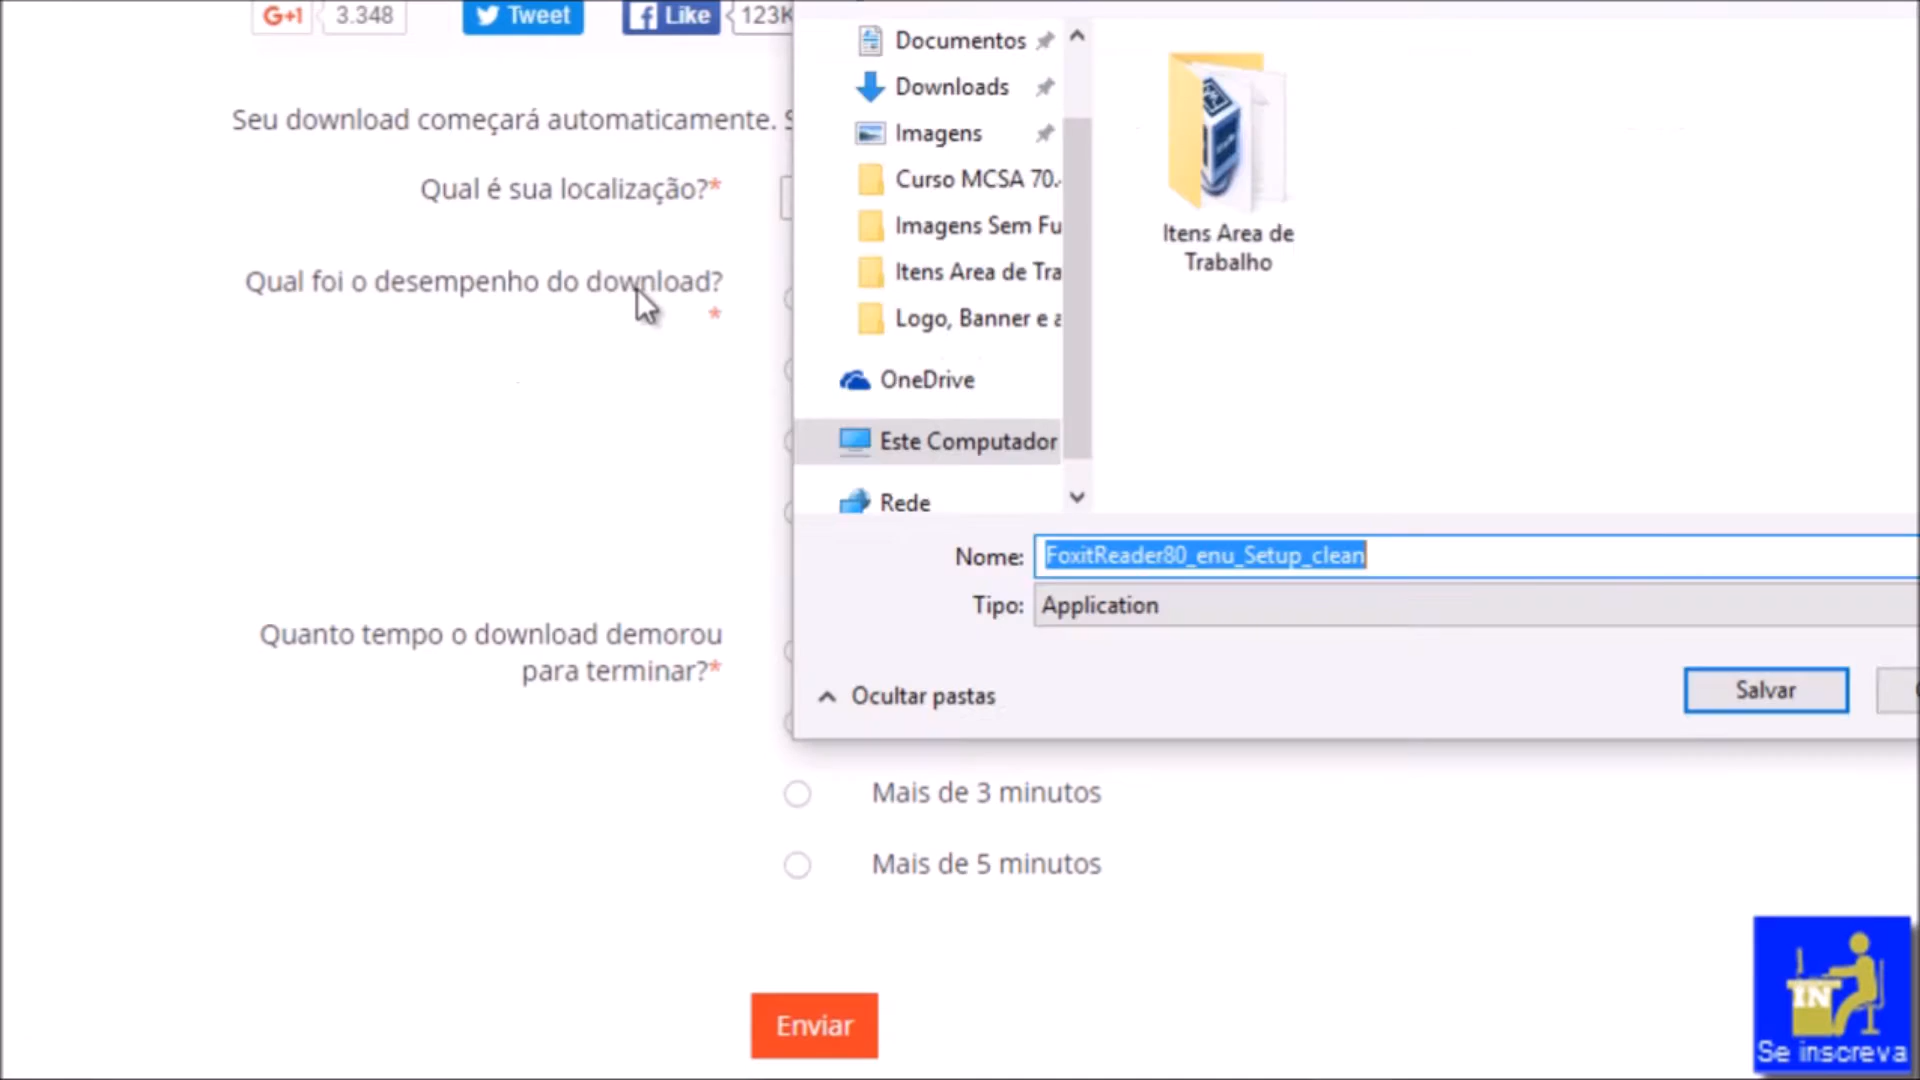 G+1
3.348
Tweet
Like
123K
Seu download começará automaticamente.
Qual é sua localização?*
Qual foi o desempenho do download?
*
Quanto tempo o download demorou
para terminar?*
Documentos
Downloads
Imagens
Curso MCSA 70.
Imagens Sem Fu
Itens Area de Tra
Logo, Banner e a
OneDrive
Este Computador
Rede
Itens Area de
Trabalho
Nome: FoxitReader80_enu_Setup_clean
Tipo: Application
Ocultar pastas
Salvar
Mais de 3 minutos
Mais de 5 minutos
Enviar
IN
Se inscreva